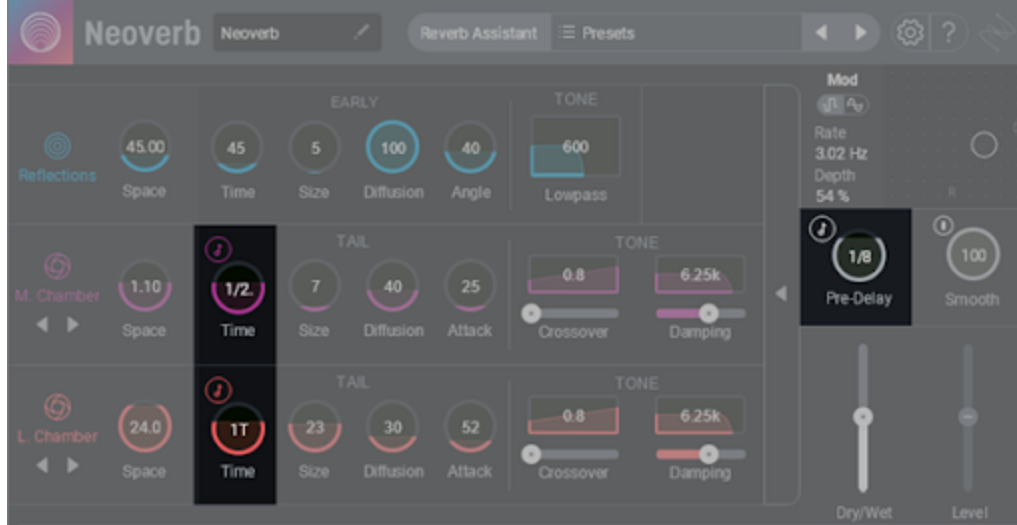 Neoverb Neoverb Reverb Assistant Presets ?
Mod
EARLY TONE
Rate
3.02 Hz
Depth
54 %
45.00 45 5 100 40 600
Reflections Space Time Size Diffusion Angle Lowpass
R
TAIL TONE
1.10 1/2. 7 40 25 0.8 6.25k
M. Chamber
Space Time Size Diffusion Attack Crossover Damping
1/8 100
Pre-Delay Smooth
TAIL TONE
24.0 1T 23 30 52 0.8 6.25k
L. Chamber
Space Time Size Diffusion Attack Crossover Damping
Dry/Wet Level